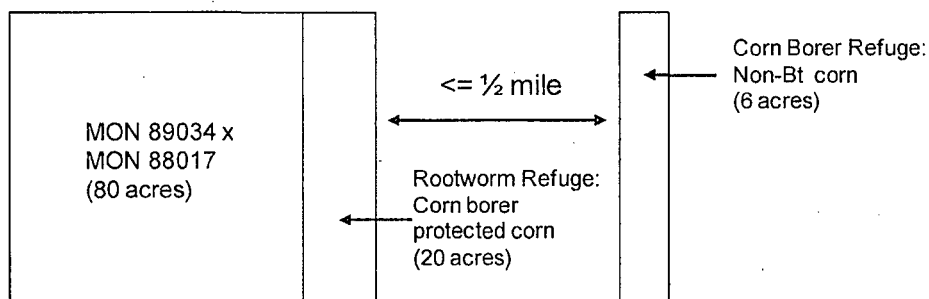 MON 89034 x
MON 88017
(80 acres)
<= ½ mile
Rootworm Refuge:
Corn borer
protected corn
(20 acres)
Corn Borer Refuge:
Non-Bt corn
(6 acres)